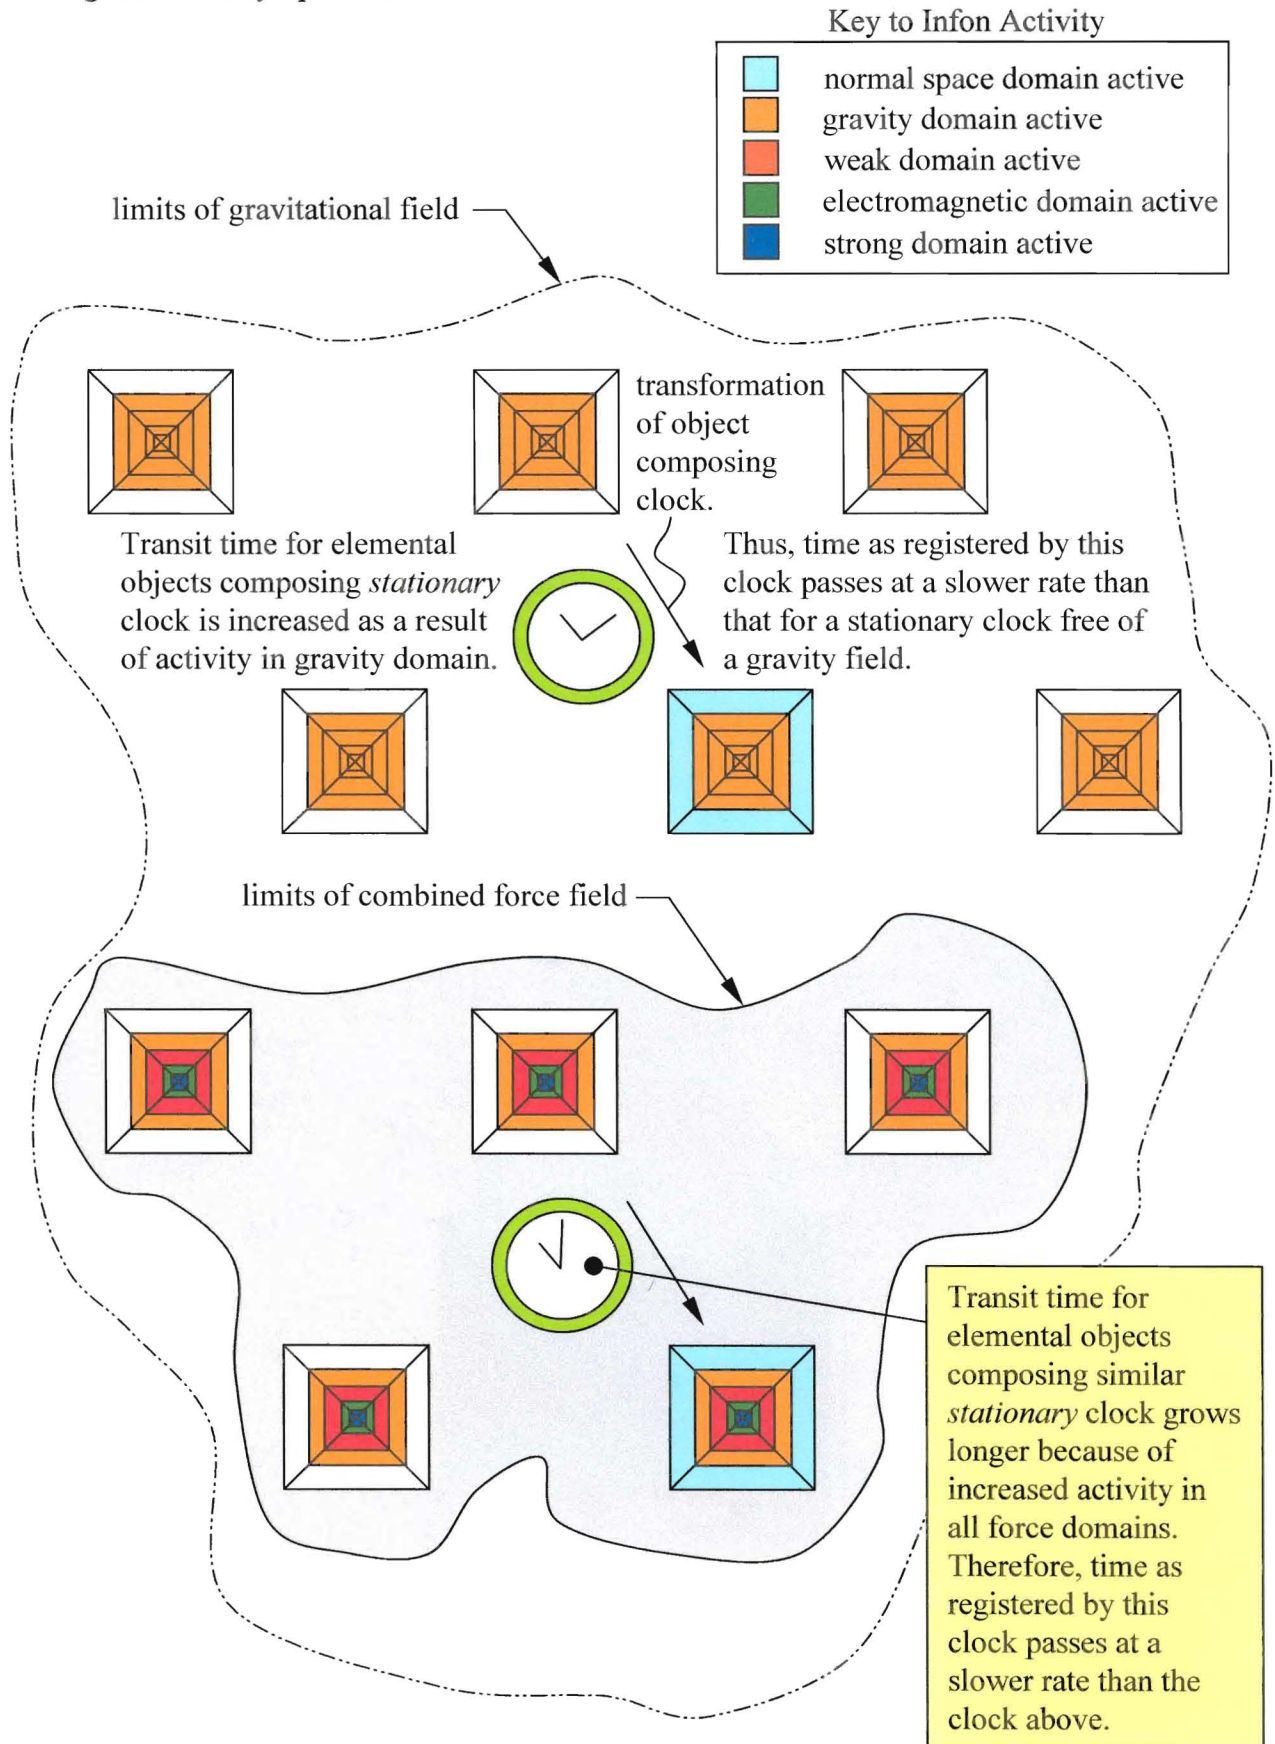 Key to Infon Activity
normal space domain active
gravity domain active
weak domain active
electromagnetic domain active
strong domain active
limits of gravitational field
transformation
of object
composing
clock.
Transit time for elemental
objects composing stationary
clock is increased as a result
of activity in gravity domain.
Thus, time as registered by this
clock passes at a slower rate than
that for a stationary clock free of
a gravity field.
limits of combined force field
Transit time for
elemental objects
composing similar
stationary clock grows
longer because of
increased activity in
all force domains.
Therefore, time as
registered by this
clock passes at a
slower rate than the
clock above.